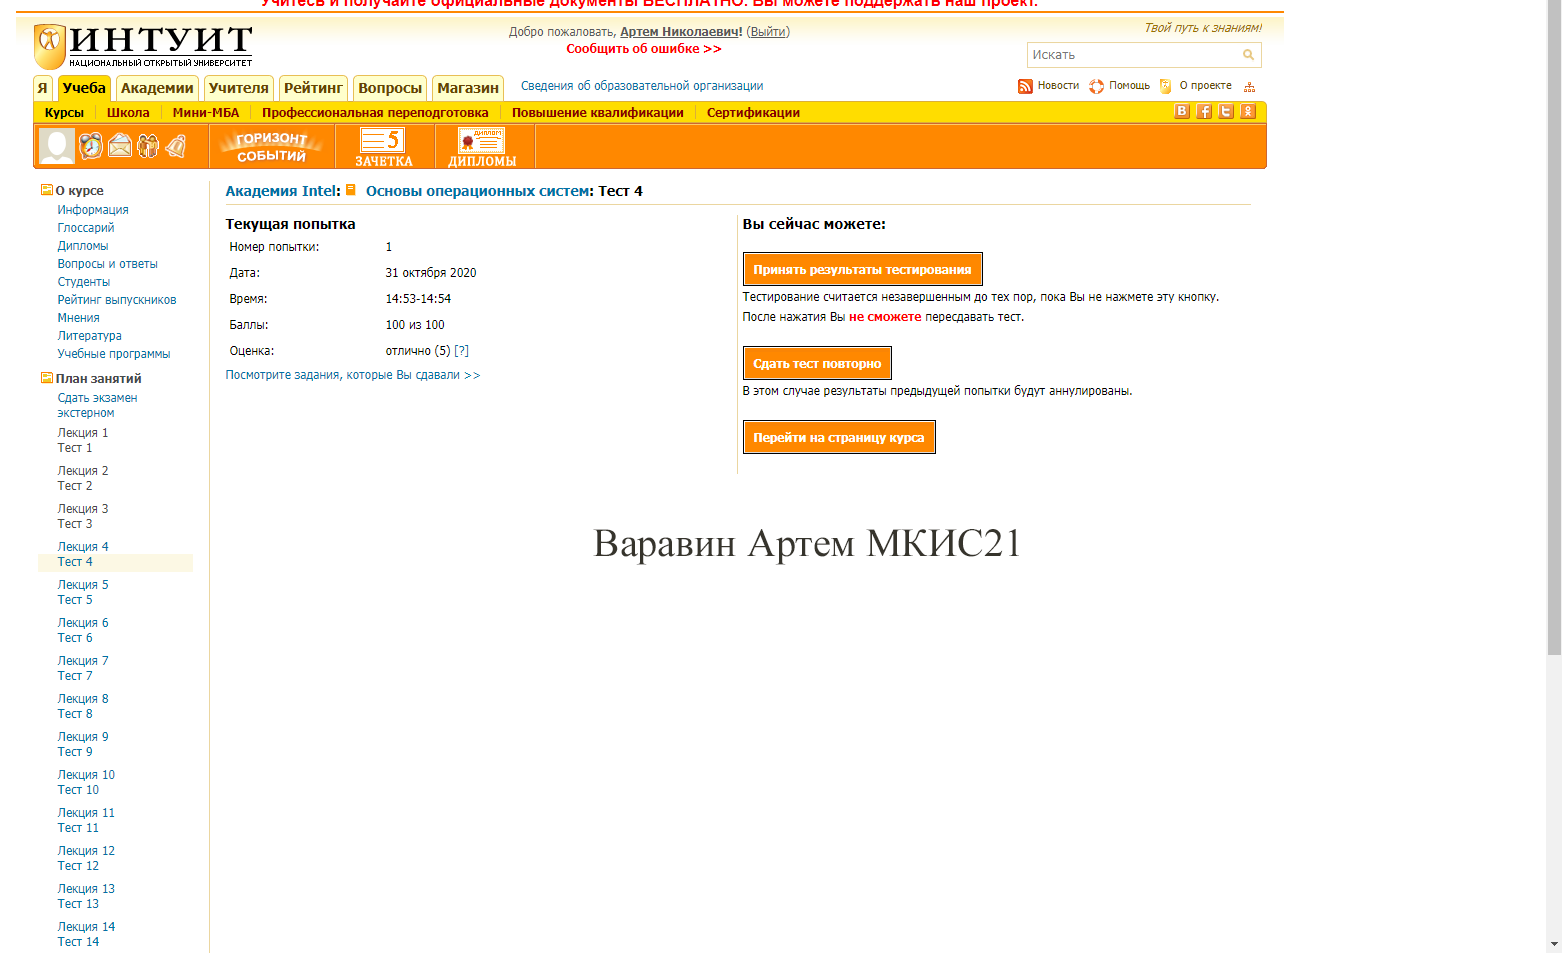 Учитесь и получайте официальные документы БЕСПЛАТНО. Вы можете поддержать наш проект.
ИНТУИТ
НАЦИОНАЛЬНЫЙ ОТКРЫТЫЙ УНИВЕРСИТЕТ
Добро пожаловать, Артем Николаевич! (Выйти)
Сообщить об ошибке >>
Твой путь к знаниям!
Искать
Я Учеба Академии Учителя Рейтинг Вопросы Магазин Сведения об образовательной организации Новости Помощь О проекте
Курсы Школа Мини-МБА Профессиональная переподготовка Повышение квалификации Сертификации
ГОРИЗОНТ СОБЫТИЙ
5
ЗАЧЕТКА
ДИПЛОМ
ДИПЛОМЫ
О курсе
Информация
Глоссарий
Дипломы
Вопросы и ответы
Студенты
Рейтинг выпускников
Мнения
Литература
Учебные программы
План занятий
Сдать экзамен
экстерном
Лекция 1
Тест 1
Лекция 2
Тест 2
Лекция 3
Тест 3
Лекция 4
Тест 4
Лекция 5
Тест 5
Лекция 6
Тест 6
Лекция 7
Тест 7
Лекция 8
Тест 8
Лекция 9
Тест 9
Лекция 10
Тест 10
Лекция 11
Тест 11
Лекция 12
Тест 12
Лекция 13
Тест 13
Лекция 14
Тест 14
Академия Intel: Основы операционных систем: Тест 4
Текущая попытка
Номер попытки: 1
Дата: 31 октября 2020
Время: 14:53-14:54
Баллы: 100 из 100
Оценка: отлично (5) [?]
Посмотрите задания, которые Вы сдавали >>
Вы сейчас можете:
Принять результаты тестирования
Тестирование считается незавершенным до тех пор, пока Вы не нажмете эту кнопку.
После нажатия Вы не сможете пересдавать тест.
Сдать тест повторно
В этом случае результаты предыдущей попытки будут аннулированы.
Перейти на страницу курса
Варавин Артем МКИС21